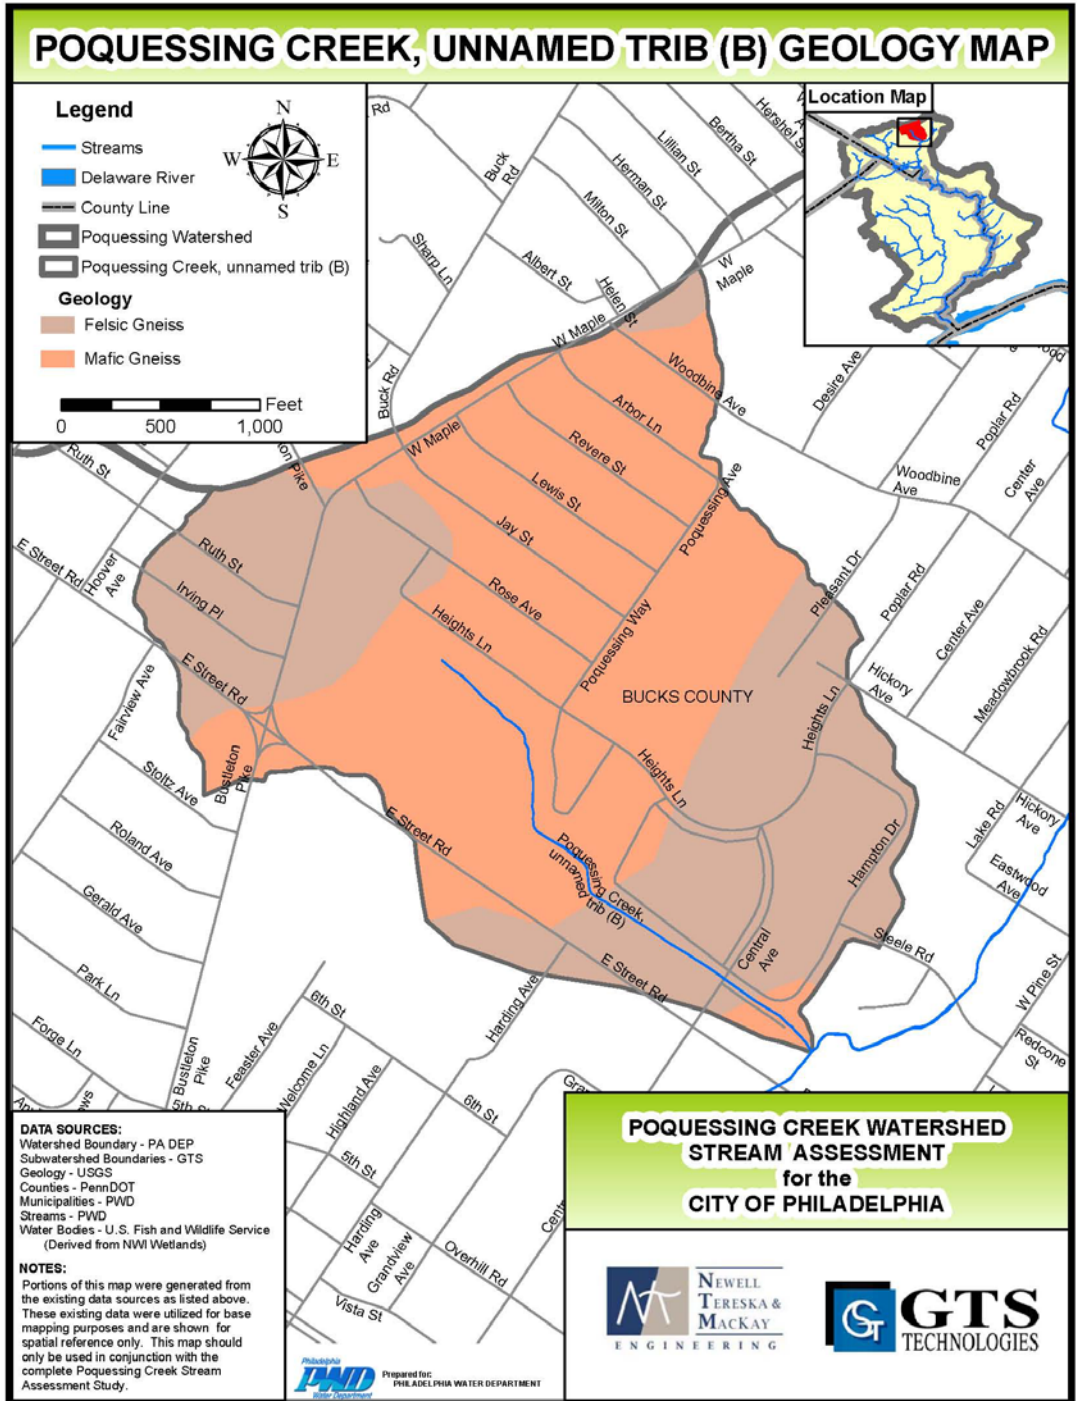 POQUESSING CREEK, UNNAMED TRIB (B) GEOLOGY MAP
Legend
Streams
Delaware River
County Line
Poquessing Watershed
Poquessing Creek, unnamed trib (B)
Geology
Felsic Gneiss
Mafic Gneiss
Feet
0 500 1,000
N
W E
S
Location Map
Rd
Buck
Rd
Sharp Ln
Lillian St
Bertha St
Hershel S
Herman St
Milton St
Albert St
Helen St
W
Maple
W Maple
Buck Rd
W Maple
Woodbine Ave
Arbor Ln
Revere St
Lewis St
Jay St
Rose Ave
Heights Ln
Poquessing Ave
Poquessing Way
Desire Ave
Poplar Rd
Woodbine
Ave
Center
Ave
Ruth St
on Pike
E Street Rd
Hoover
Ave
Ruth St
Irving Pl
E Street Rd
Fairview Ave
Bustleton
Pike
Stoltz Ave
Roland Ave
Gerald Ave
Park Ln
Forge Ln
Bustleton
Pike
5th S
Pleasant Dr
Poplar Rd
Center Ave
Meadowbrook Rd
Hickory
Ave
BUCKS COUNTY
Heights Ln
Heights Ln
Hampton Dr
Lake Rd
Hickory
Ave
Eastwood
Ave
E Street Rd
Poquessing Creek,
unnamed trib (B)
Central
Ave
Steele Rd
W Pine St
Redcone
St
E Street Rd
Harding Ave
6th St
Feaster Ave
Welcome Ln
Highland Ave
6th St
5th St
Harding
Ave
Grandview
Ave
Overhill Rd
Vista St
DATA SOURCES:
Watershed Boundary - PA DEP
Subwatershed Boundaries - GTS
Geology - USGS
Counties - PennDOT
Municipalities - PWD
Streams - PWD
Water Bodies - U.S. Fish and Wildlife Service
(Derived from NWI Wetlands)
NOTES:
Portions of this map were generated from
the existing data sources as listed above.
These existing data were utilized for base
mapping purposes and are shown for
spatial reference only. This map should
only be used in conjunction with the
complete Poquessing Creek Stream
Assessment Study.
Philadelphia
PWD
Water Department
Prepared for:
PHILADELPHIA WATER DEPARTMENT
POQUESSING CREEK WATERSHED
STREAM ASSESSMENT
for the
CITY OF PHILADELPHIA
NEWELL
TERESKA &
MACKAY
ENGINEERING
GTS
TECHNOLOGIES